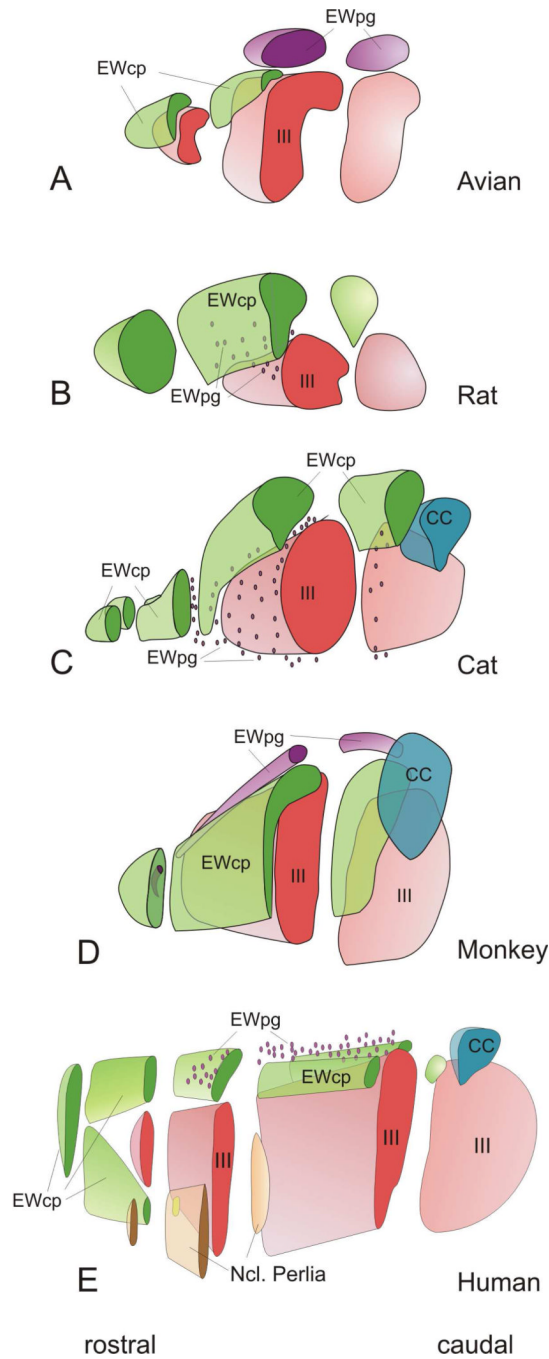 EWpg
EWcp
III
A
Avian
EWcp
EWpg
III
B
Rat
EWcp
CC
EWcp
III
EWpg
C
Cat
EWpg
CC
EWcp
III
III
D
Monkey
EWpg
CC
EWcp
III
III
III
EWcp
Ncl. Perlia
E
Human
rostral
caudal